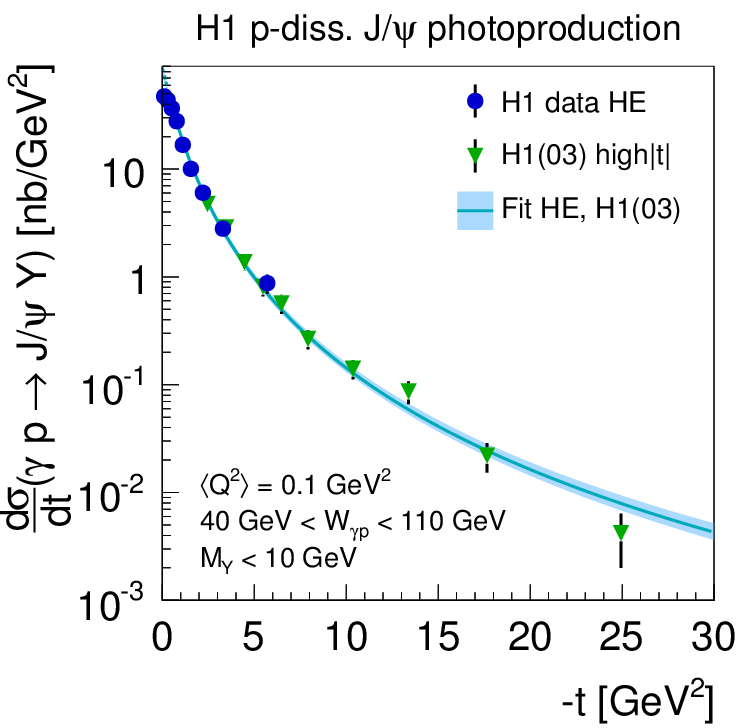 H1 p-diss. J/ψ photoproduction
dσ/dt(γ p → J/ψ Y) [nb/GeV²]
H1 data HE
H1(03) high|t|
Fit HE, H1(03)
10
1
10⁻¹
10⁻²
10⁻³
⟨Q²⟩ = 0.1 GeV²
40 GeV < Wγp < 110 GeV
M_Y < 10 GeV
0 5 10 15 20 25 30
-t [GeV²]